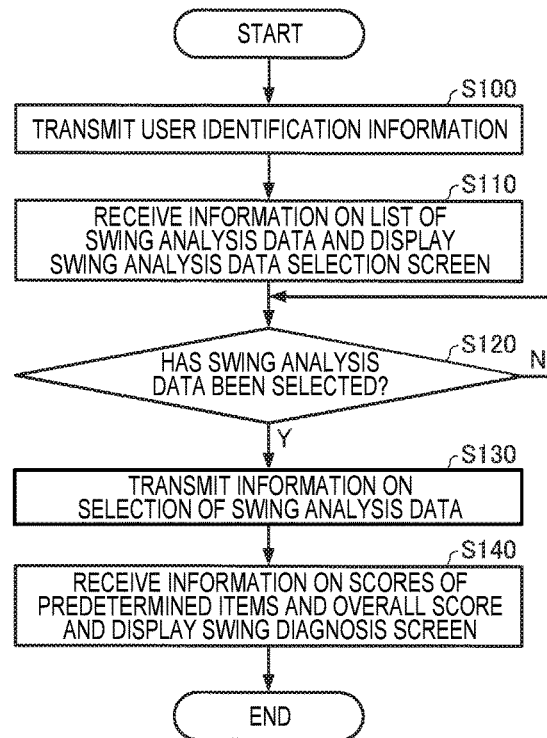 START
S100
TRANSMIT USER IDENTIFICATION INFORMATION
S110
RECEIVE INFORMATION ON LIST OF
SWING ANALYSIS DATA AND DISPLAY
SWING ANALYSIS DATA SELECTION SCREEN
S120
HAS SWING ANALYSIS
DATA BEEN SELECTED?
N
Y
S130
TRANSMIT INFORMATION ON
SELECTION OF SWING ANALYSIS DATA
S140
RECEIVE INFORMATION ON SCORES OF
PREDETERMINED ITEMS AND OVERALL SCORE
AND DISPLAY SWING DIAGNOSIS SCREEN
END